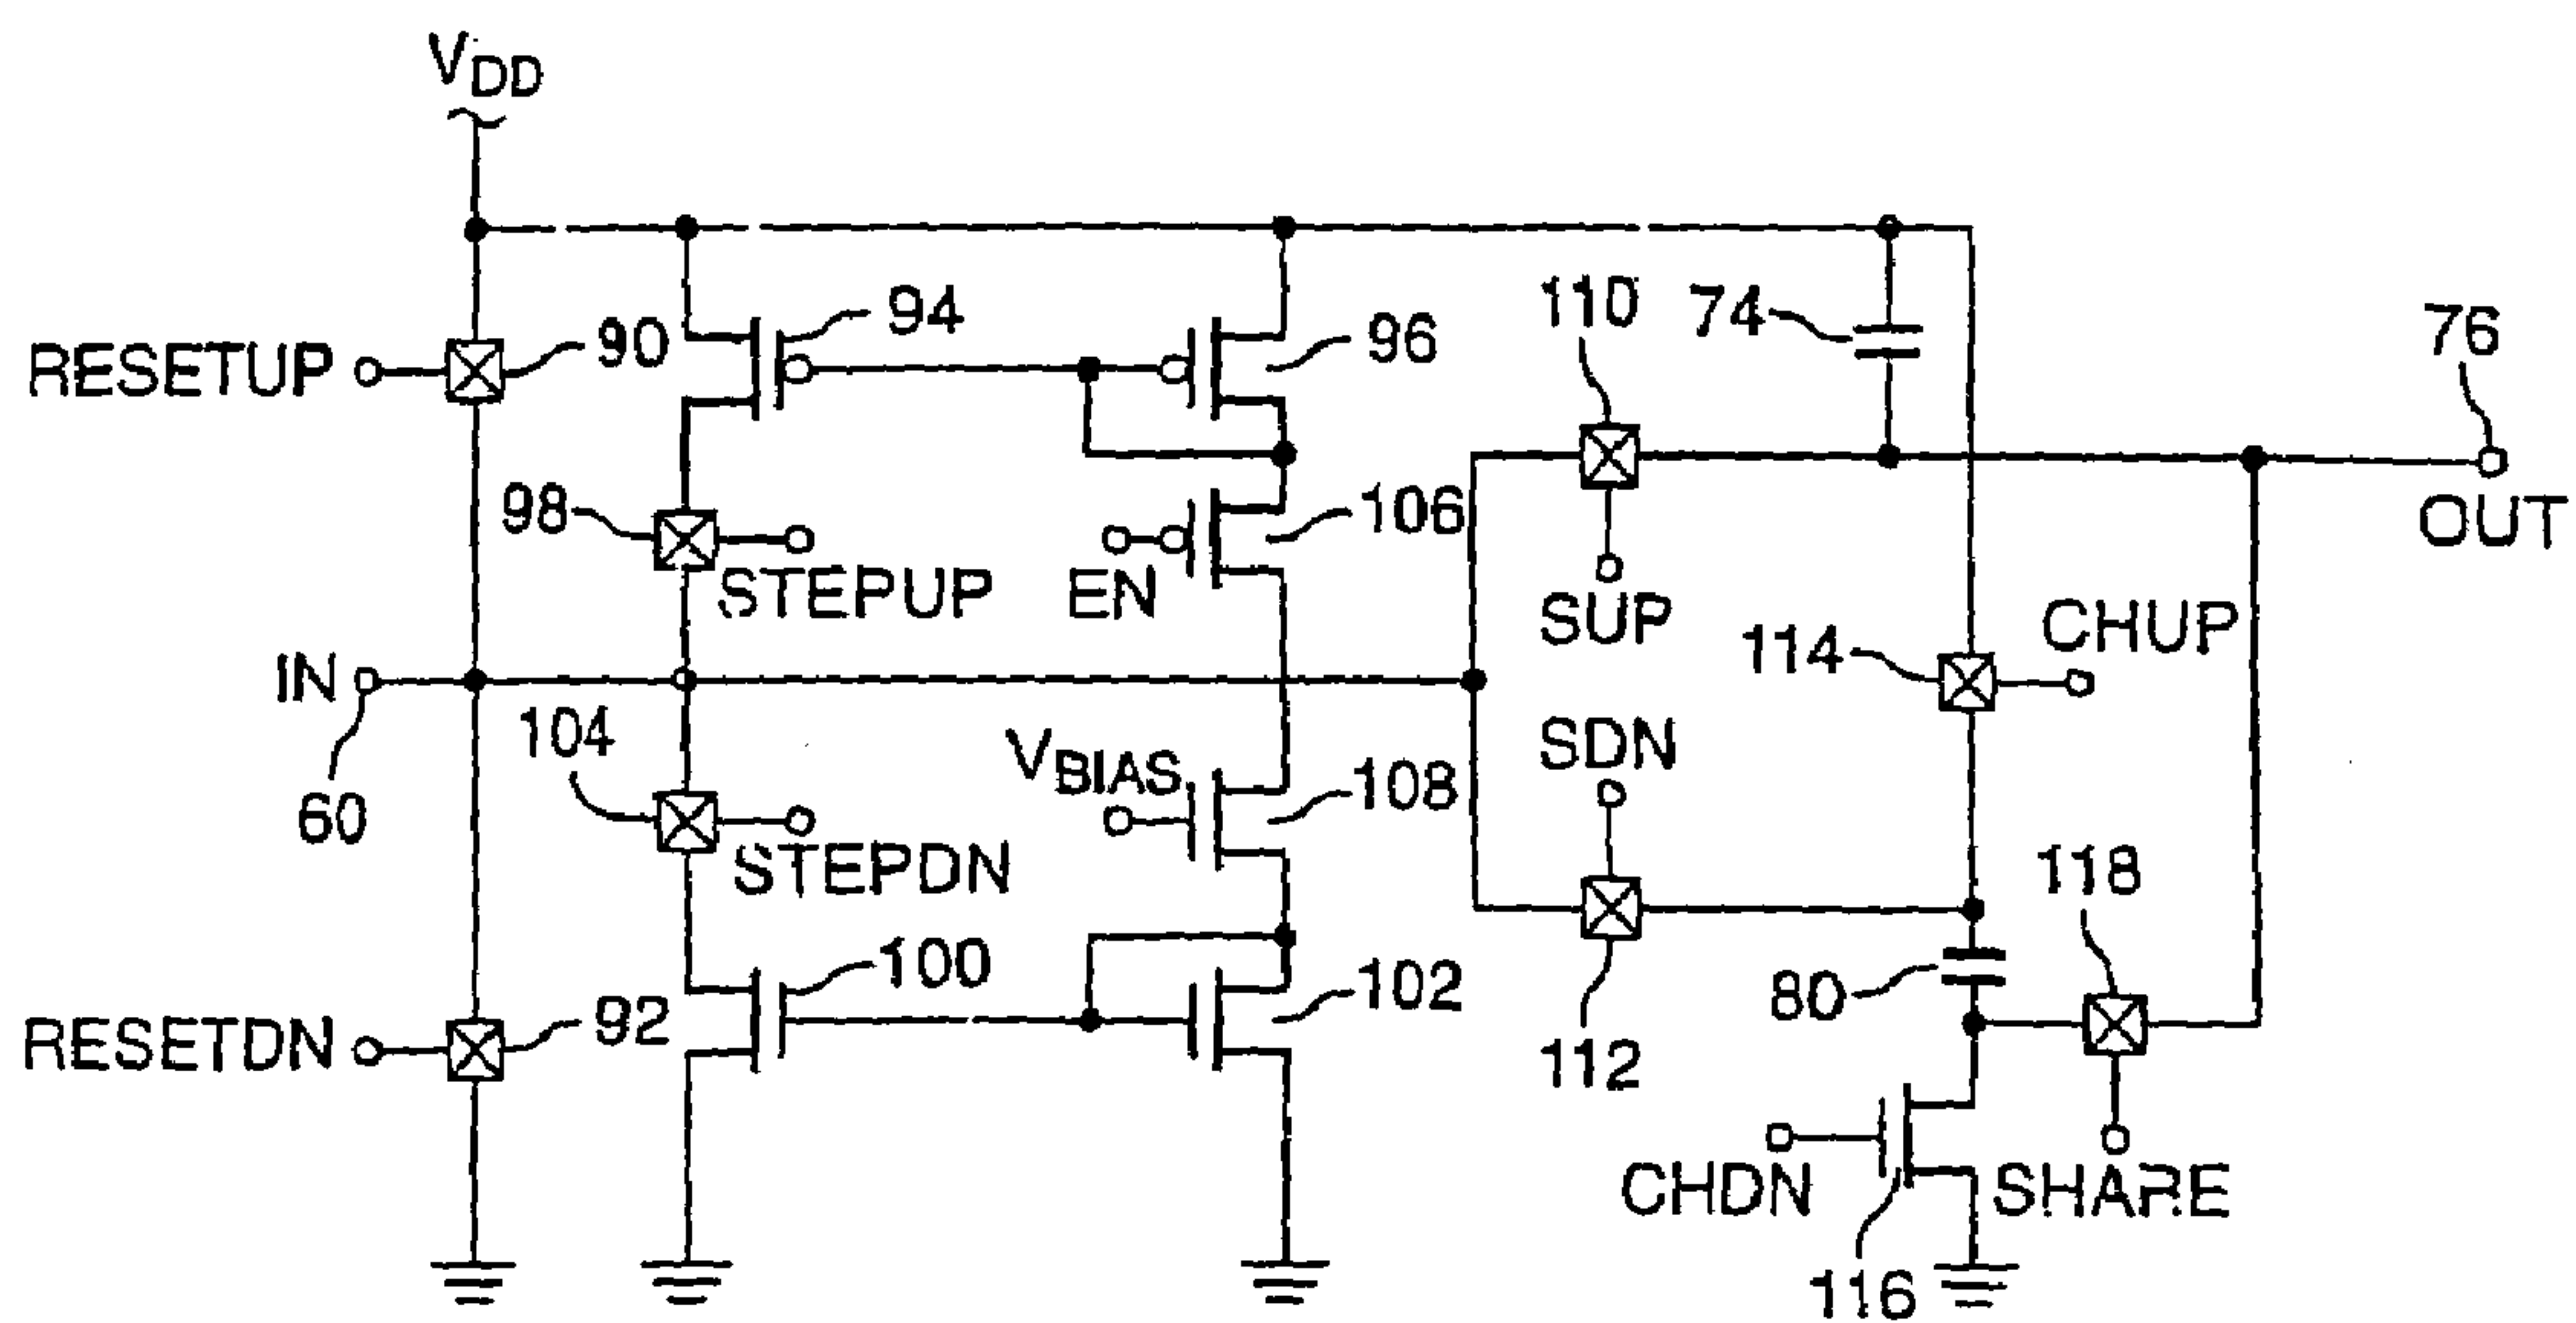 VDD
RESETUP
90
94
96
110
74
76
98
STEPUP
EN
106
SUP
OUT
114
CHUP
IN
60
104
STEPDN
VBIAS
108
SDN
112
118
80
RESETDN
92
100
102
CHDN
116
SHARE